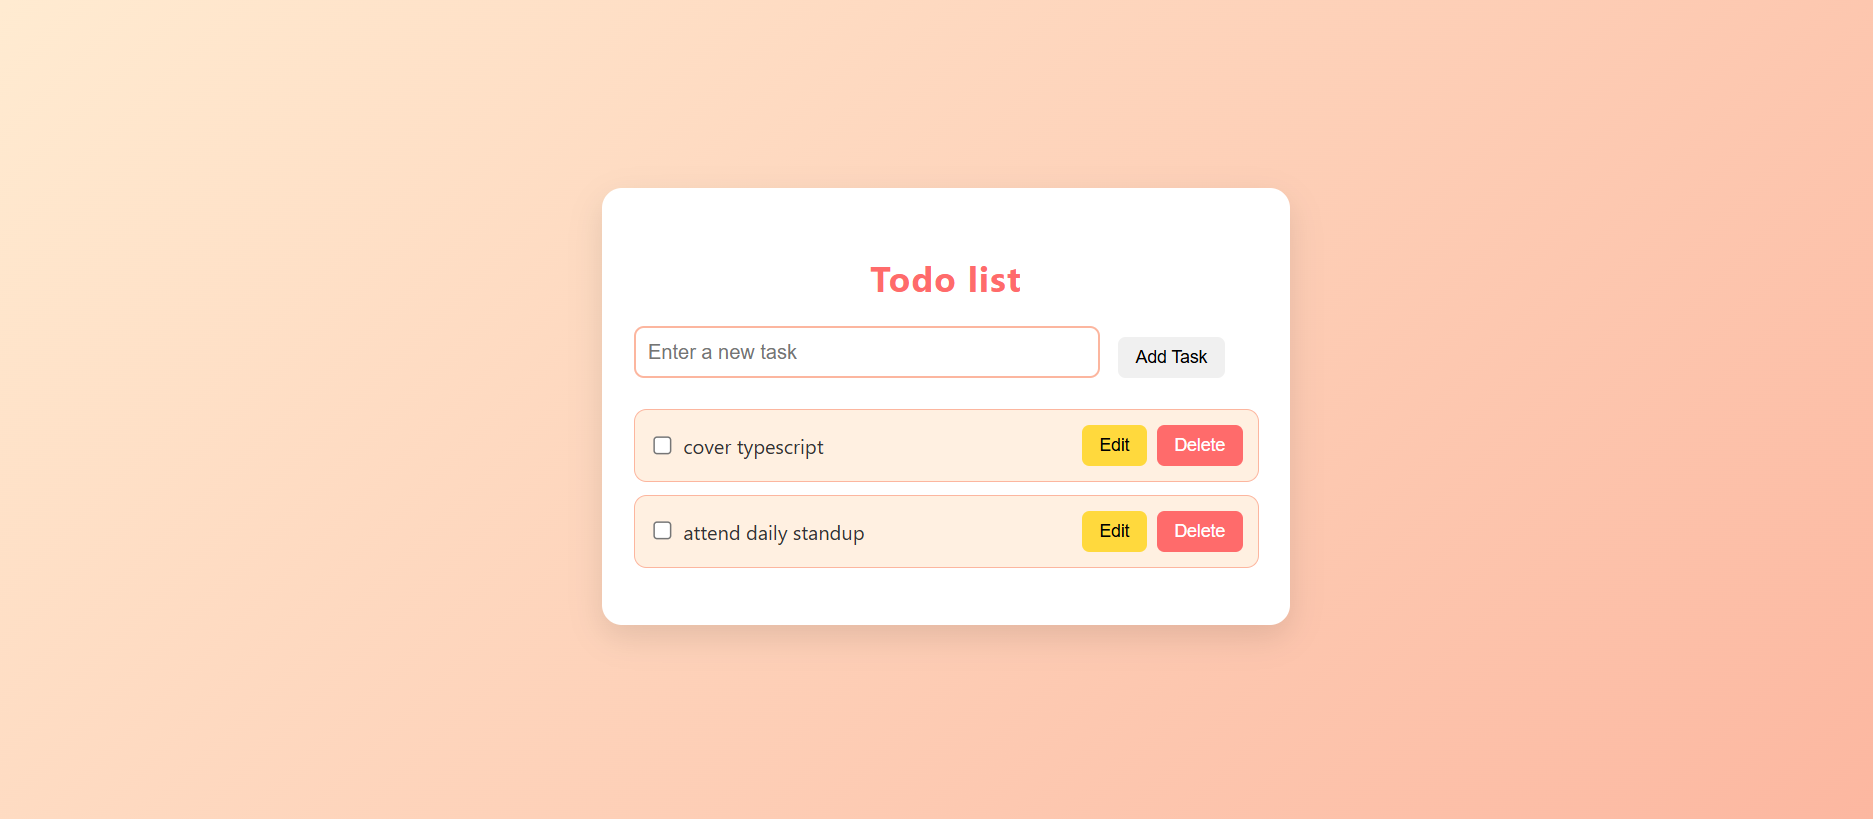 Todo list
Enter a new task
Add Task
cover typescript
Edit
Delete
attend daily standup
Edit
Delete